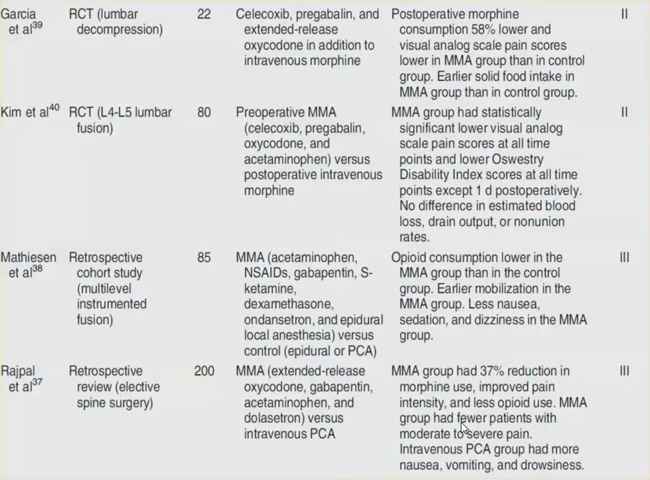 Garcia et al39 RCT (lumbar decompression) 22 Celecoxib, pregabalin, and extended-release oxycodone in addition to intravenous morphine Postoperative morphine consumption 58% lower and visual analog scale pain scores lower in MMA group than in control group. Earlier solid food intake in MMA group than in control group. II
Kim et al40 RCT (L4-L5 lumbar fusion) 80 Preoperative MMA (celecoxib, pregabalin, oxycodone, and acetaminophen) versus postoperative intravenous morphine MMA group had statistically significant lower visual analog scale pain scores at all time points and lower Oswestry Disability Index scores at all time points except 1 d postoperatively. No difference in estimated blood loss, drain output, or nonunion rates. II
Mathiesen et al38 Retrospective cohort study (multilevel instrumented fusion) 85 MMA (acetaminophen, NSAIDs, gabapentin, S-ketamine, dexamethasone, ondansetron, and epidural local anesthesia) versus control (epidural or PCA) Opioid consumption lower in the MMA group than in the control group. Earlier mobilization in the MMA group. Less nausea, sedation, and dizziness in the MMA group. III
Rajpal et al37 Retrospective review (elective spine surgery) 200 MMA (extended-release oxycodone, gabapentin, acetaminophen, and dolasetron) versus intravenous PCA MMA group had 37% reduction in morphine use, improved pain intensity, and less opioid use. MMA group had fewer patients with moderate to severe pain. Intravenous PCA group had more nausea, vomiting, and drowsiness. III